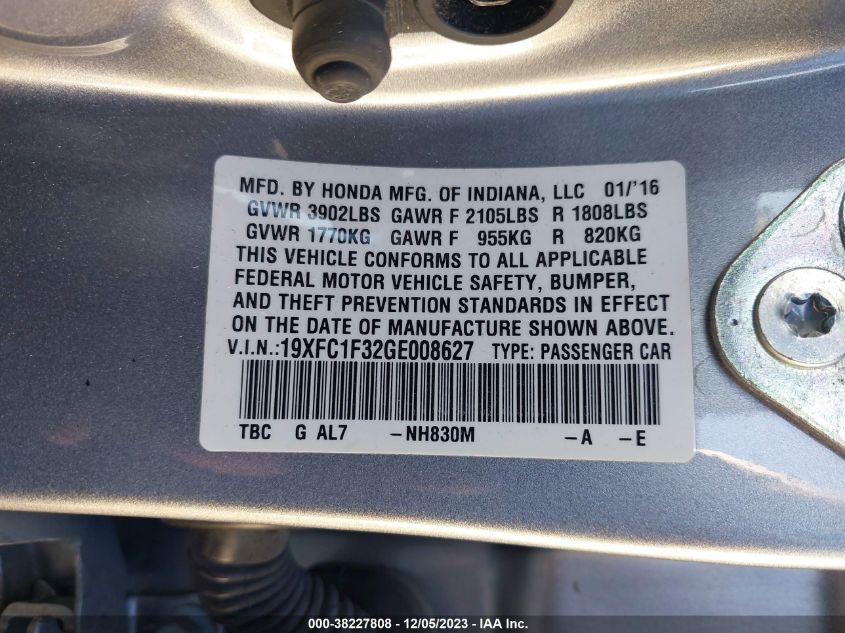 MFD. BY HONDA MFG. OF INDIANA, LLC 01/'16
GVWR 3902LBS GAWR F 2105LBS R 1808LBS
GVWR 1770KG GAWR F 955KG R 820KG
THIS VEHICLE CONFORMS TO ALL APPLICABLE
FEDERAL MOTOR VEHICLE SAFETY, BUMPER,
AND THEFT PREVENTION STANDARDS IN EFFECT
ON THE DATE OF MANUFACTURE SHOWN ABOVE.
V.I.N.:19XFC1F32GE008627 TYPE: PASSENGER CAR
TBC G AL7 -NH830M -A -E
000-38227808 - 12/05/2023 - IAA Inc.